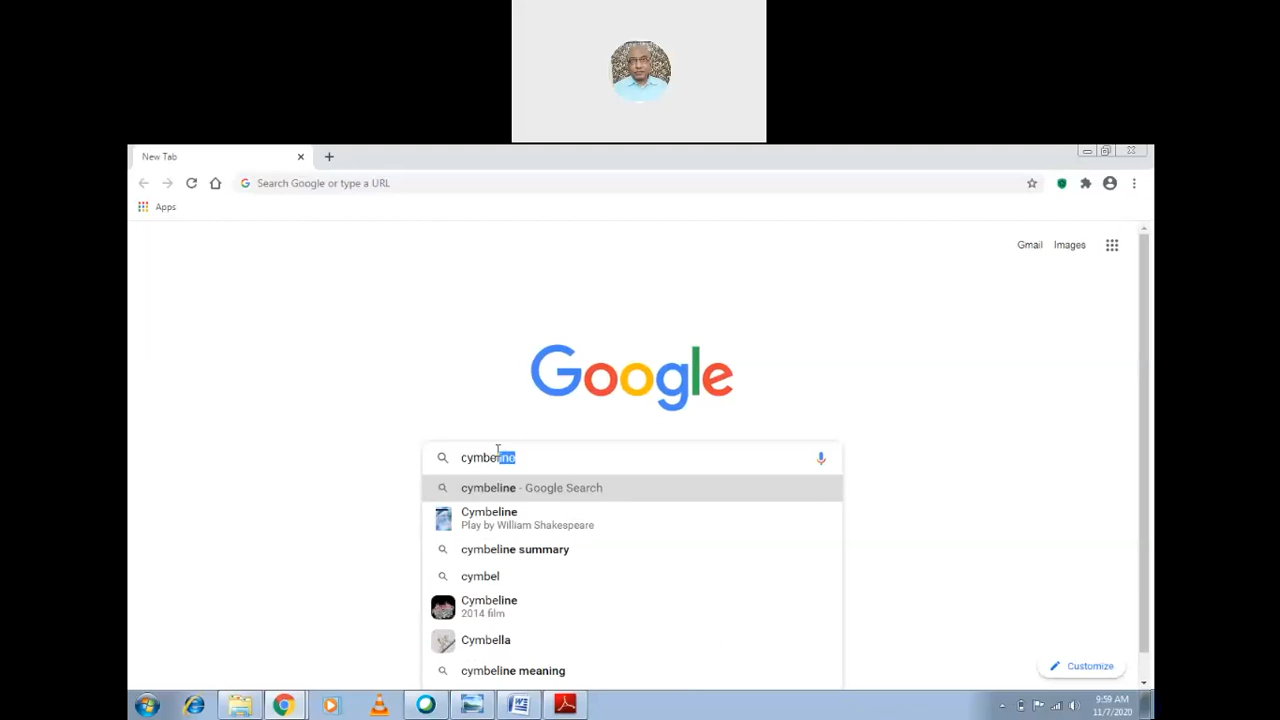 New Tab
Search Google or type a URL
Apps
Gmail Images
Google
cymbeline
cymbeline - Google Search
Cymbeline
Play by William Shakespeare
cymbeline summary
cymbel
Cymbeline
2014 film
Cymbella
cymbeline meaning
Customize
9:59 AM
11/7/2020